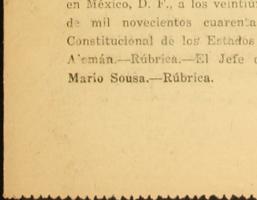 en México, D. F., a los veintiu
de mil novecientos cuarenta
Constitucional de los Estados
Alemán.—Rúbrica.—El Jefe d
Mario Sousa.—Rúbrica.